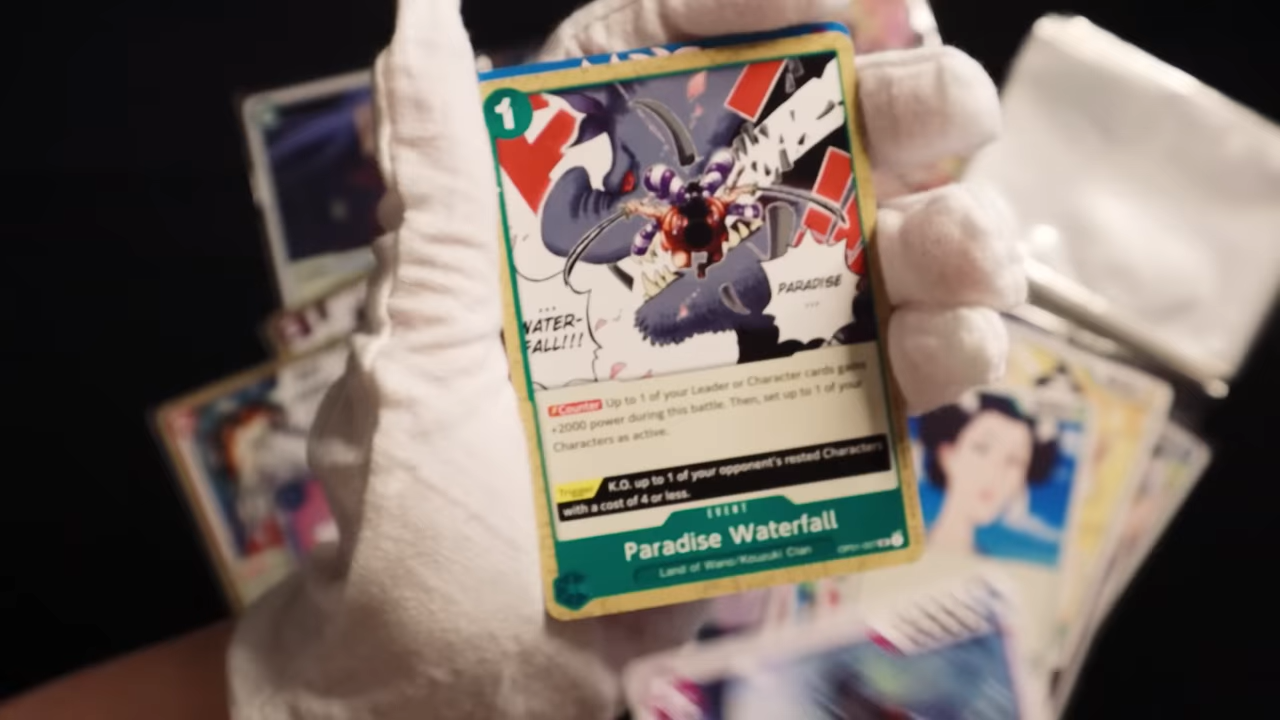 1
...
WATER-
FALL!!!
PARADISE
...
Counter Up to 1 of your Leader or Character cards gains
+2000 power during this battle. Then, set up to 1 of your
Characters as active.
Trigger K.O. up to 1 of your opponent's rested Characters
with a cost of 4 or less.
EVENT
Paradise Waterfall
Land of Wano/Kouzuki Clan